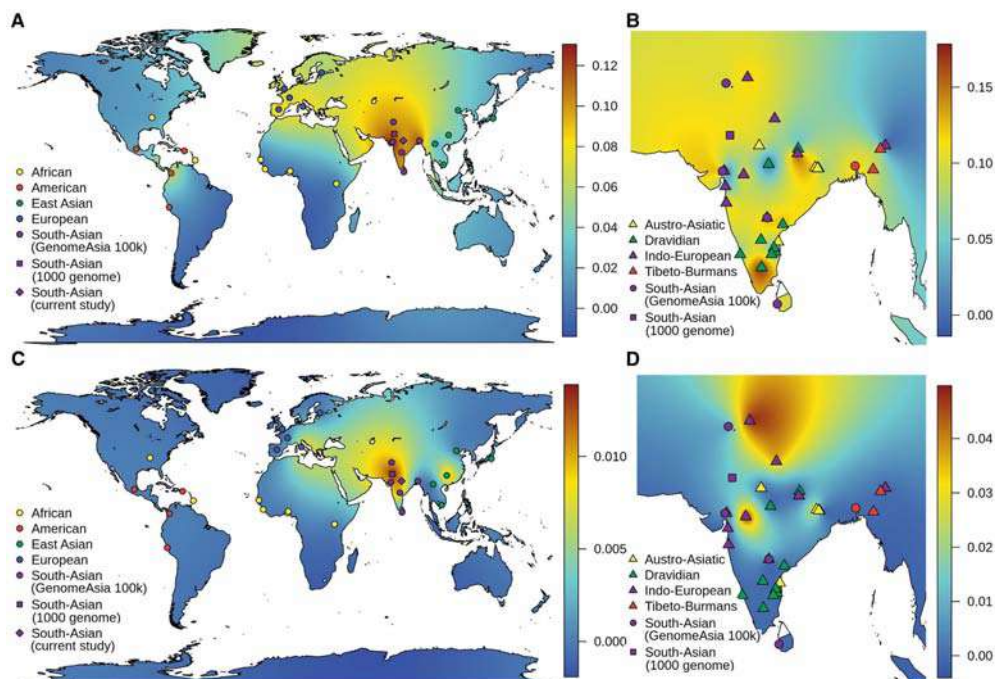 A
0.12
0.10
0.08
0.06
0.04
0.02
0.00
African
American
East Asian
European
South-Asian
(GenomeAsia 100k)
South-Asian
(1000 genome)
South-Asian
(current study)
B
0.15
0.10
0.05
0.00
Austro-Asiatic
Dravidian
Indo-European
Tibeto-Burmans
South-Asian
(GenomeAsia 100k)
South-Asian
(1000 genome)
C
0.010
0.005
0.000
African
American
East Asian
European
South-Asian
(GenomeAsia 100k)
South-Asian
(1000 genome)
South-Asian
(current study)
D
0.04
0.03
0.02
0.01
0.00
Austro-Asiatic
Dravidian
Indo-European
Tibeto-Burmans
South-Asian
(GenomeAsia 100k)
South-Asian
(1000 genome)